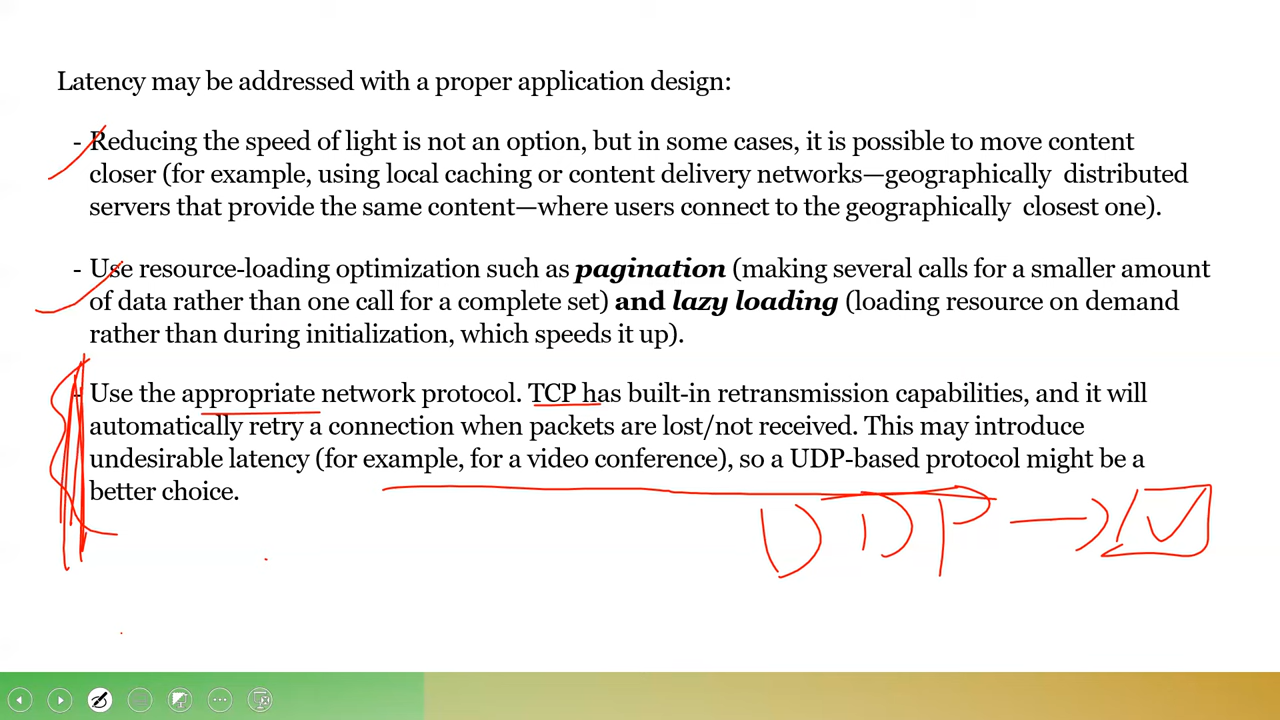 Latency may be addressed with a proper application design:
- Reducing the speed of light is not an option, but in some cases, it is possible to move content
closer (for example, using local caching or content delivery networks—geographically distributed
servers that provide the same content—where users connect to the geographically closest one).
- Use resource-loading optimization such as pagination (making several calls for a smaller amount
of data rather than one call for a complete set) and lazy loading (loading resource on demand
rather than during initialization, which speeds it up).
- Use the appropriate network protocol. TCP has built-in retransmission capabilities, and it will
automatically retry a connection when packets are lost/not received. This may introduce
undesirable latency (for example, for a video conference), so a UDP-based protocol might be a
better choice.
UDP